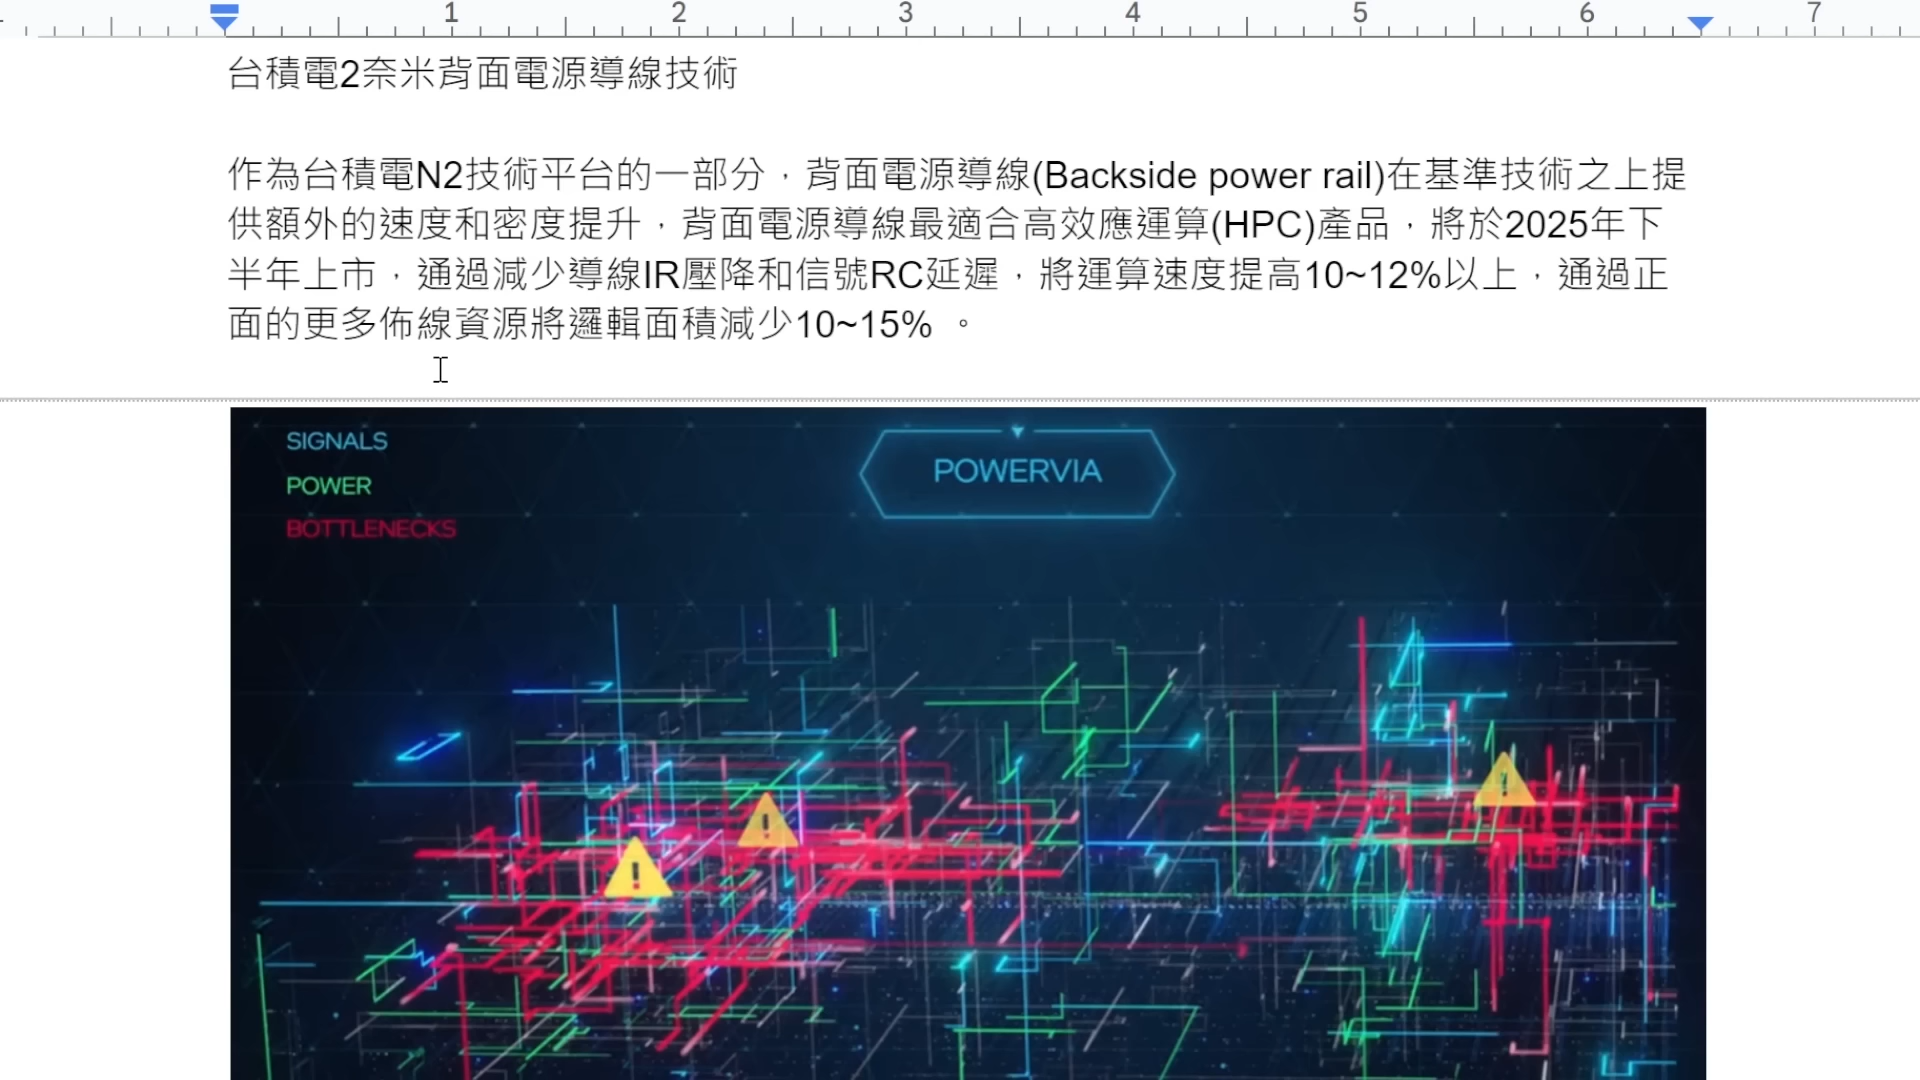 1 2 3 4 5 6 7
台積電2奈米背面電源導線技術
作為台積電N2技術平台的一部分，背面電源導線(Backside power rail)在基準技術之上提
供額外的速度和密度提升，背面電源導線最適合高效應運算(HPC)產品，將於2025年下
半年上市，通過減少導線IR壓降和信號RC延遲，將運算速度提高10~12%以上，通過正
面的更多佈線資源將邏輯面積減少10~15% 。
SIGNALS
POWERVIA
POWER
BOTTLENECKS